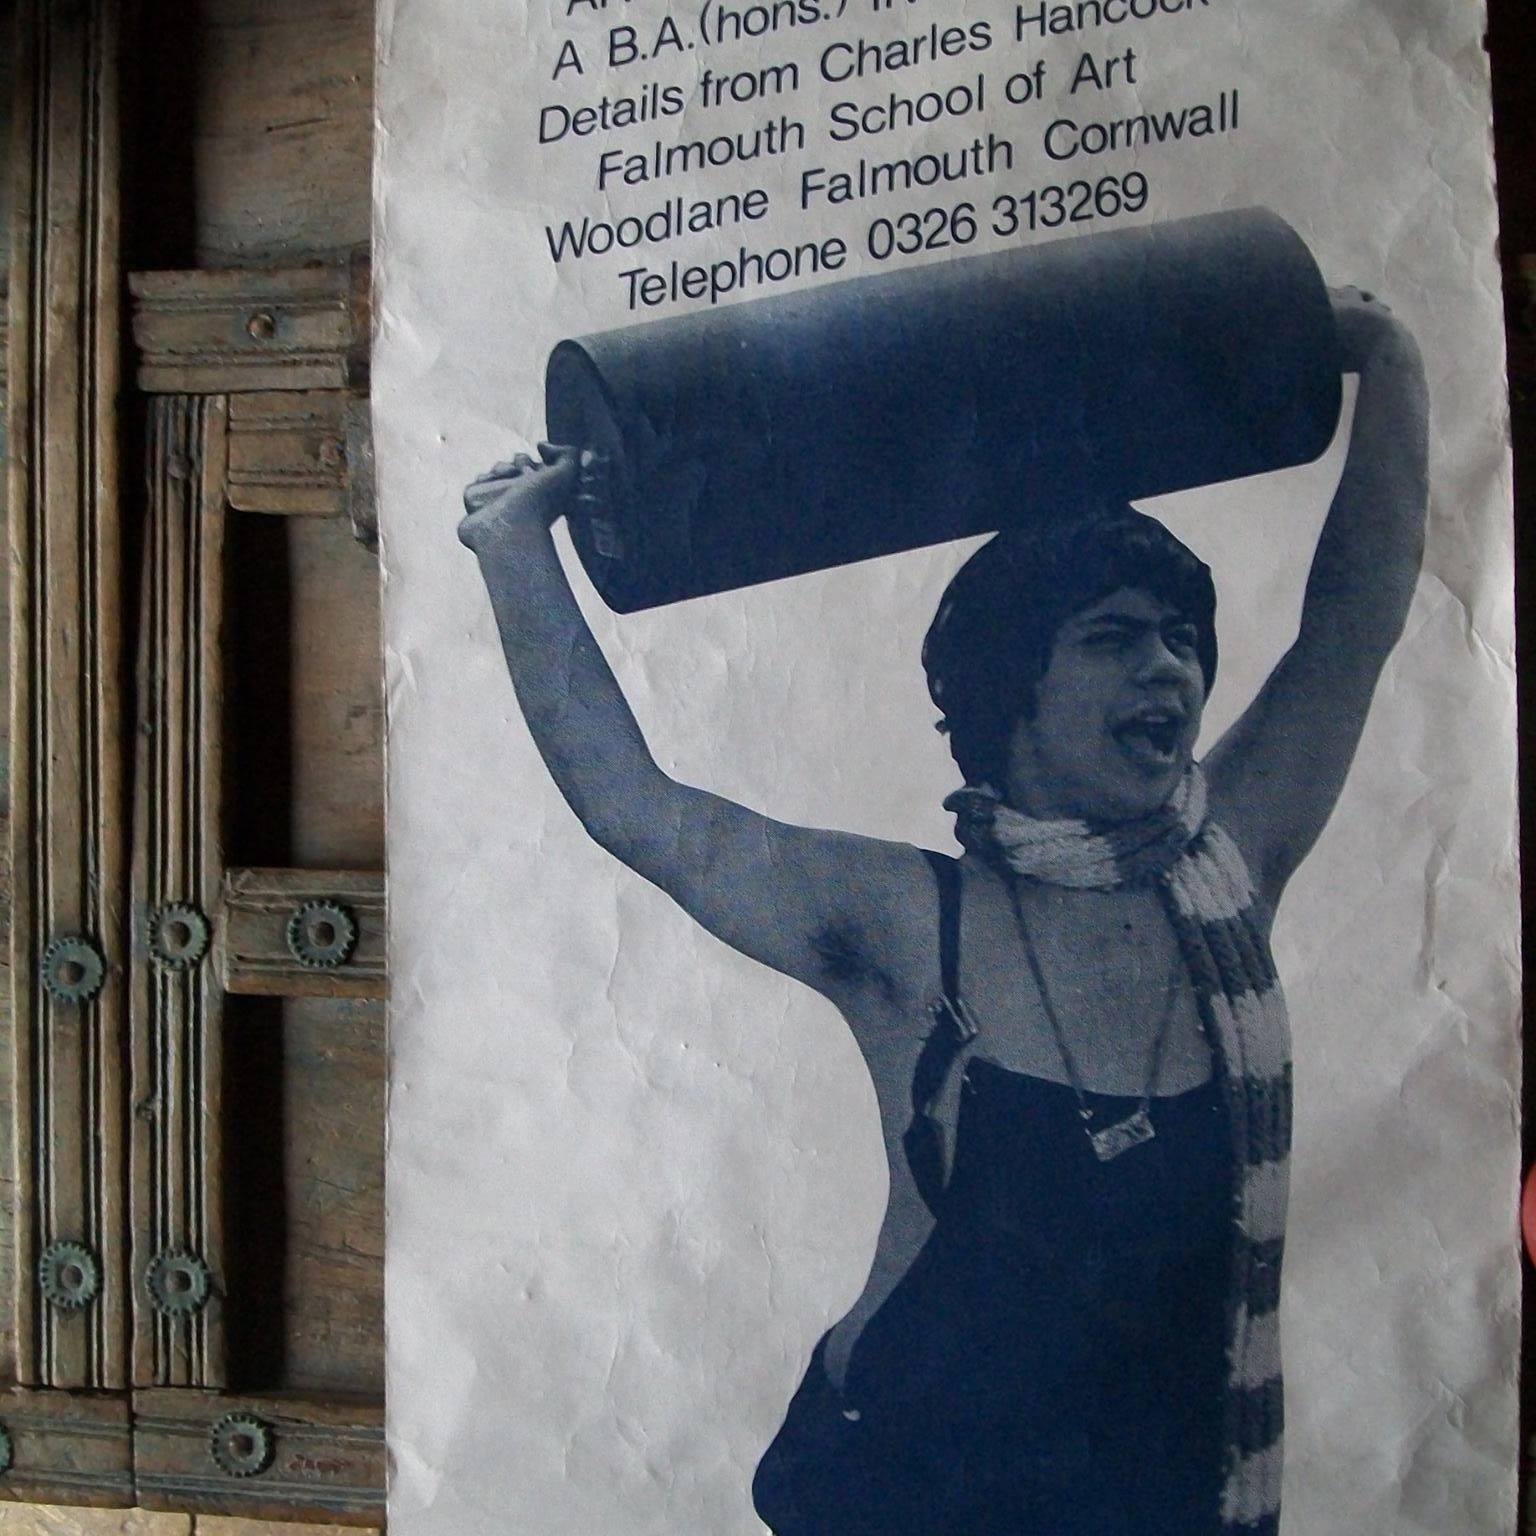 A B.A.(hons.)
Details from Charles Hancock
Falmouth School of Art
Woodlane Falmouth Cornwall
Telephone 0326 313269